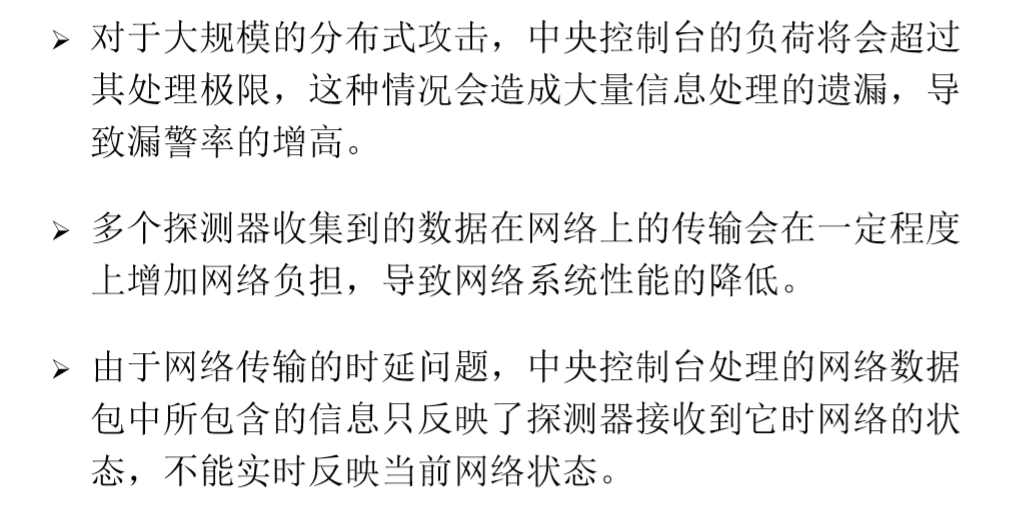 ➢ 对于大规模的分布式攻击，中央控制台的负荷将会超过
其处理极限，这种情况会造成大量信息处理的遗漏，导
致漏警率的增高。
➢ 多个探测器收集到的数据在网络上的传输会在一定程度
上增加网络负担，导致网络系统性能的降低。
➢ 由于网络传输的时延问题，中央控制台处理的网络数据
包中所包含的信息只反映了探测器接收到它时网络的状
态，不能实时反映当前网络状态。